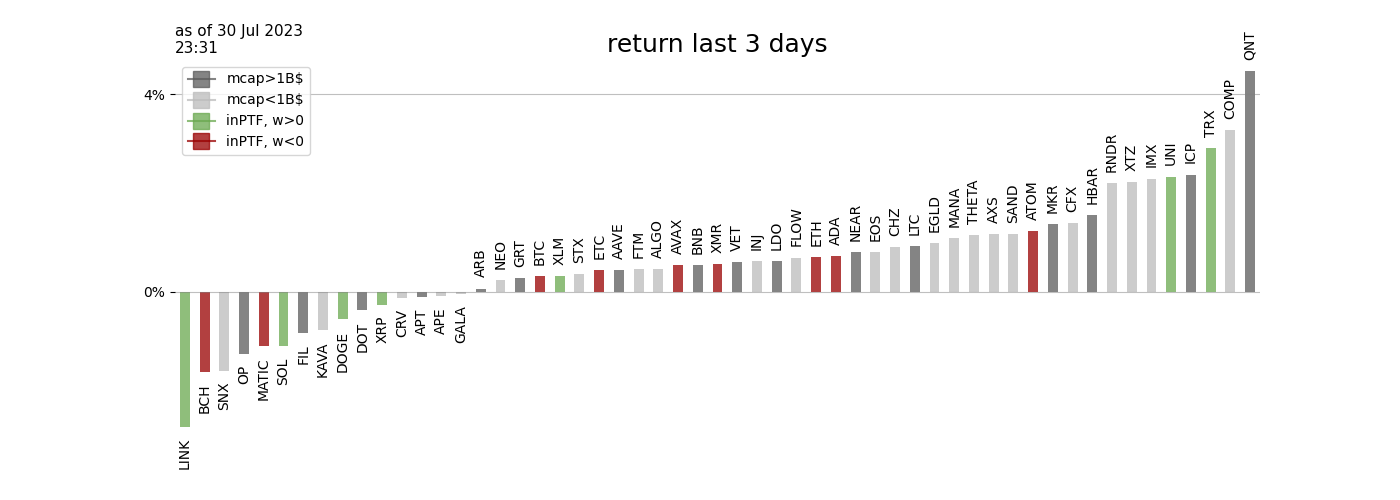 as of 30 Jul 2023
23:31
return last 3 days
mcap>1B$
mcap<1B$
inPTF, w>0
inPTF, w<0
4%
0%
LINK
BCH
SNX
OP
MATIC
SOL
FIL
KAVA
DOGE
DOT
XRP
CRV
APT
APE
GALA
ARB
NEO
GRT
BTC
XLM
STX
ETC
AAVE
FTM
ALGO
AVAX
BNB
XMR
VET
INJ
LDO
FLOW
ETH
ADA
NEAR
EOS
CHZ
LTC
EGLD
MANA
THETA
AXS
SAND
ATOM
MKR
CFX
HBAR
RNDR
XTZ
IMX
UNI
ICP
TRX
COMP
QNT